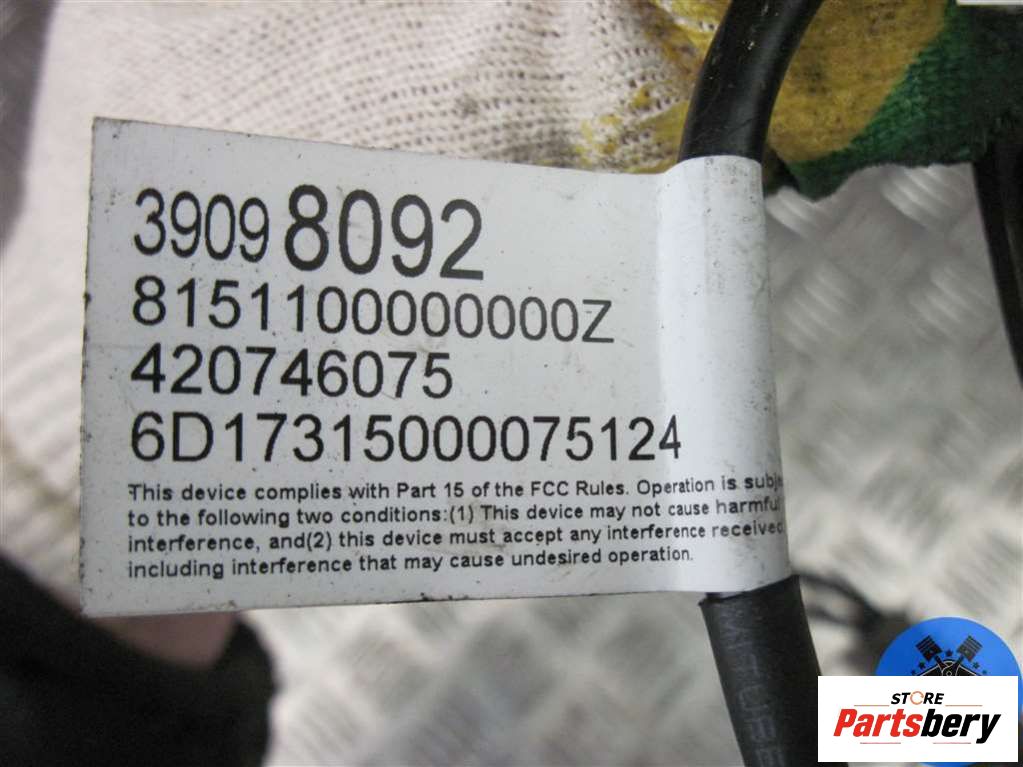 3909 8092
8151100000000Z
420746075
6D17315000075124
This device complies with Part 15 of the FCC Rules. Operation is subje
to the following two conditions:(1) This device may not cause harmful
interference, and(2) this device must accept any interference received,
including interference that may cause undesired operation.
STORE
Partsbery